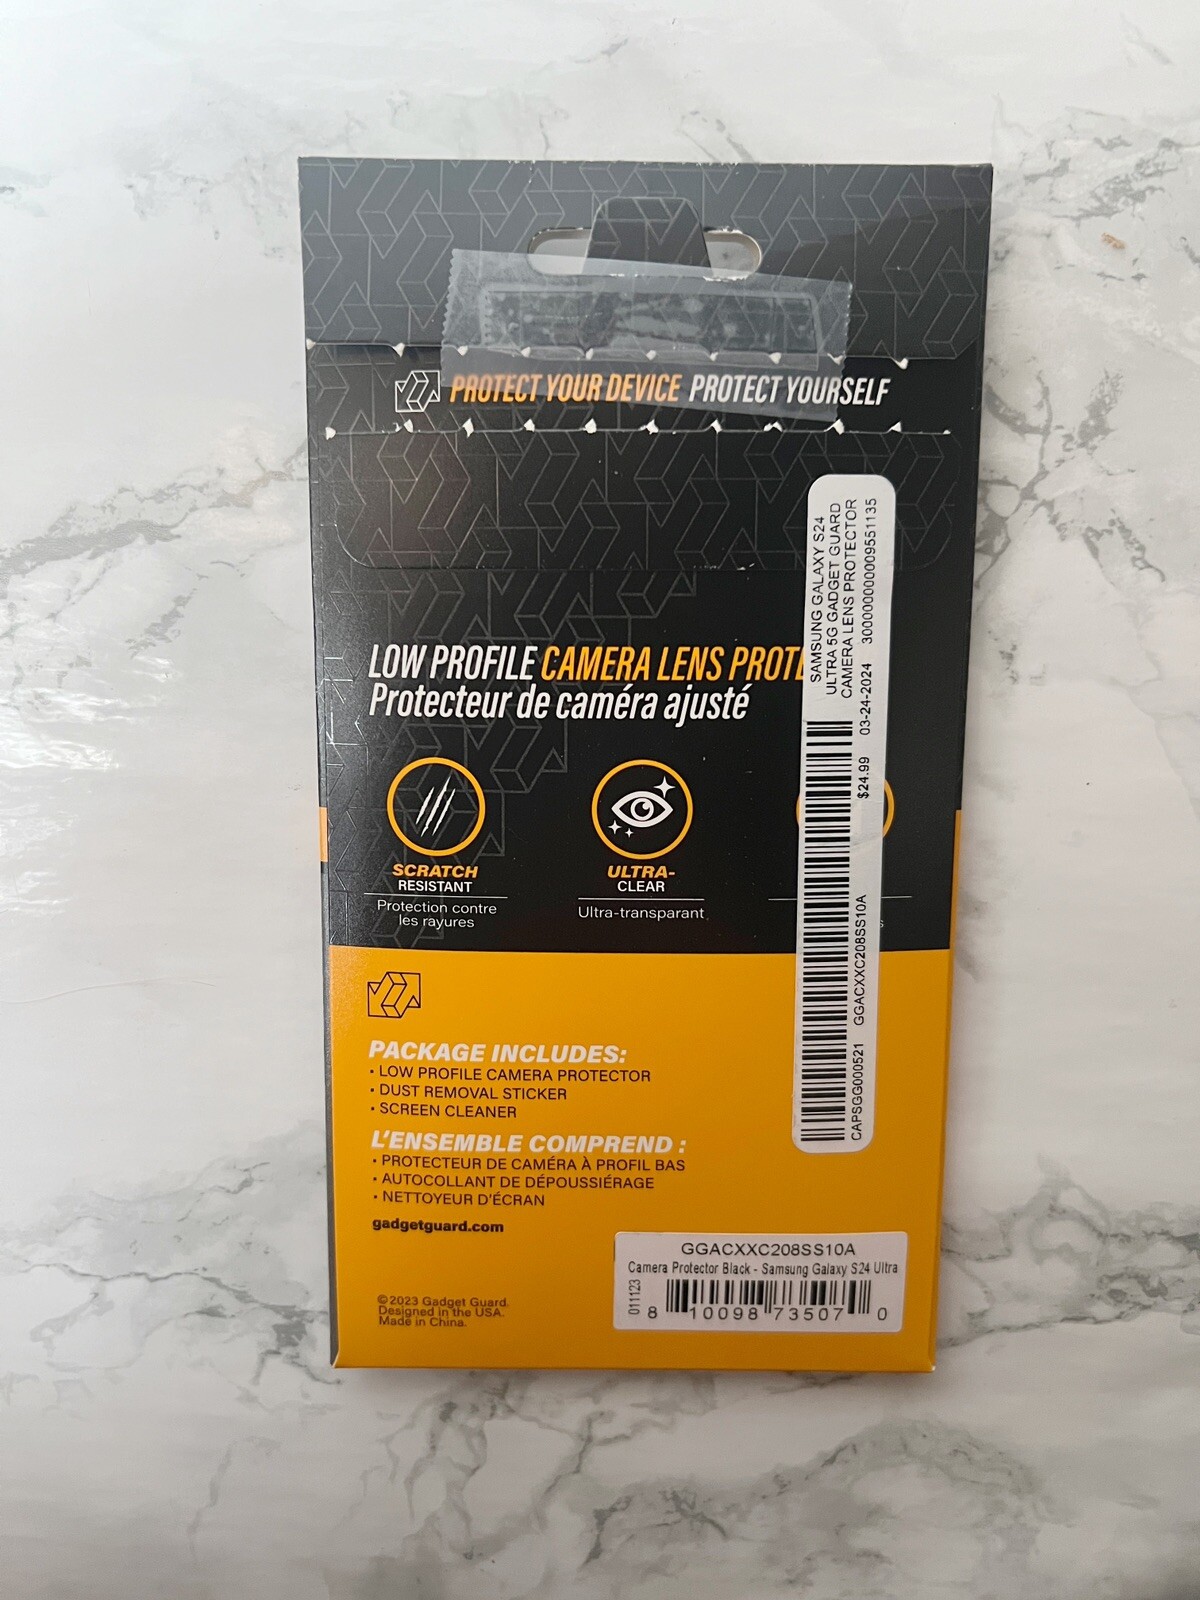 PROTECT YOUR DEVICE PROTECT YOURSELF
LOW PROFILE CAMERA LENS
Protecteur de caméra ajusté
SCRATCH
RESISTANT
Protection contre
les rayures
ULTRA-
CLEAR
Ultra-transparant
SAMSUNG GALAXY S24
ULTRA 5G GADGET GUARD
CAMERA LENS PROTECTOR
$24.99 03-24-2024 3000000000009551135
CAPSGG000521 GGACXXC208SS10A
PACKAGE INCLUDES:
• LOW PROFILE CAMERA PROTECTOR
• DUST REMOVAL STICKER
• SCREEN CLEANER
L'ENSEMBLE COMPREND :
• PROTECTEUR DE CAMÉRA À PROFIL BAS
• AUTOCOLLANT DE DÉPOUSSIÉRAGE
• NETTOYEUR D'ÉCRAN
gadgetguard.com
©2023 Gadget Guard.
Designed in the USA.
Made in China.
GGACXXC208SS10A
Camera Protector Black - Samsung Galaxy S24 Ultra
011123
8 10098 73507 0